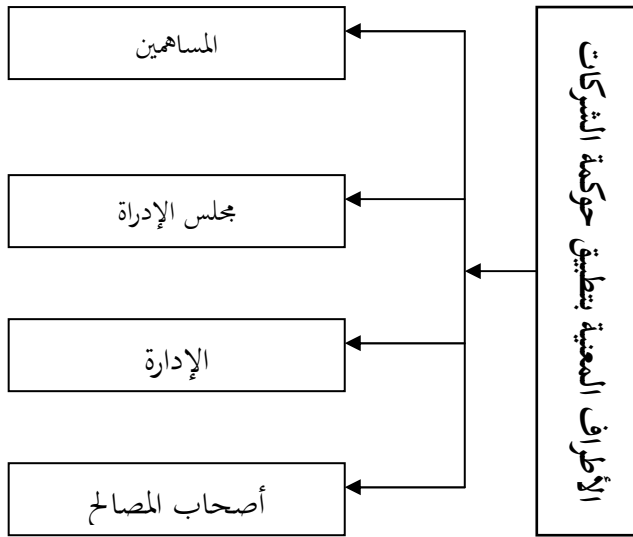 الأطراف المعنية بتطبيق حوكمة الشركات
المساهمين
مجلس الإدراة
الإدارة
أصحاب المصالح